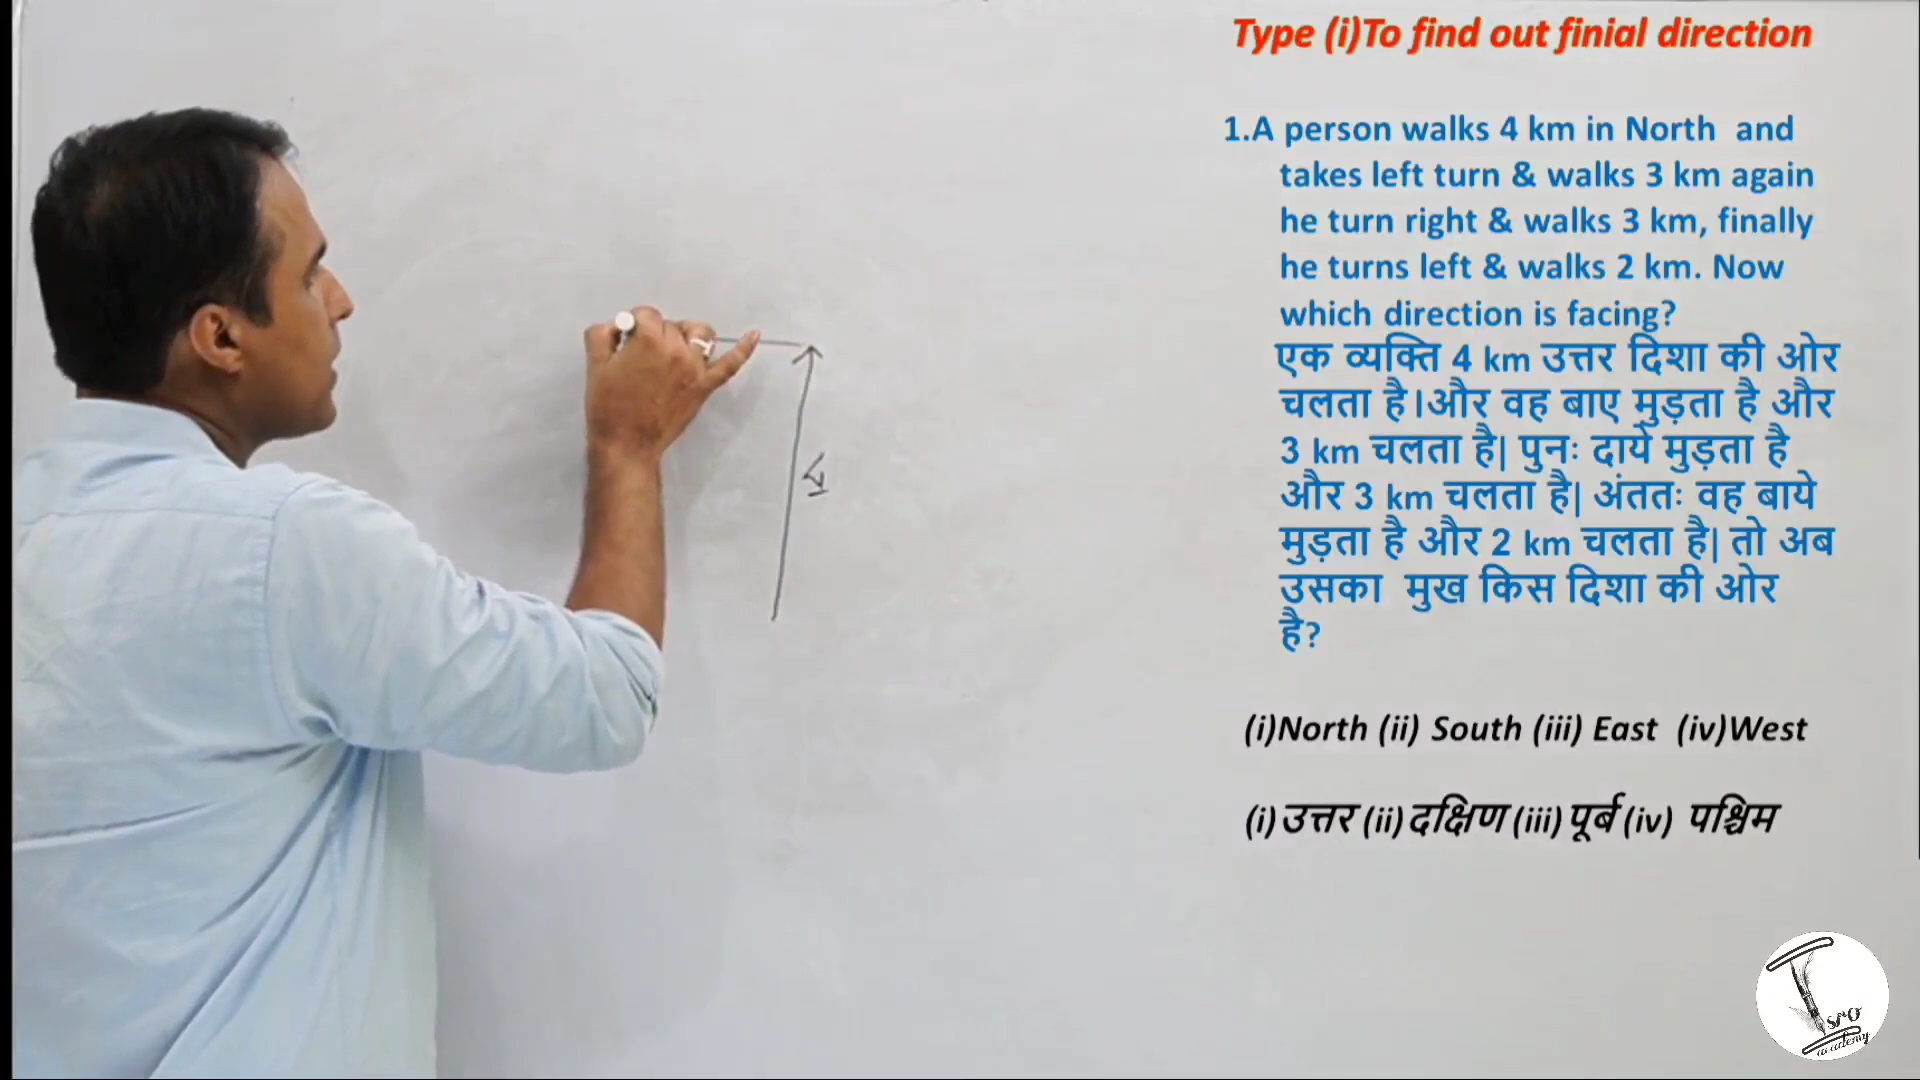 Type (i)To find out finial direction
1.A person walks 4 km in North and
takes left turn & walks 3 km again
he turn right & walks 3 km, finally
he turns left & walks 2 km. Now
which direction is facing?
एक व्यक्ति 4 km उत्तर दिशा की ओर
चलता है।और वह बाए मुड़ता है और
3 km चलता है| पुनः दाये मुड़ता है
और 3 km चलता है| अंततः वह बाये
मुड़ता है और 2 km चलता है| तो अब
उसका मुख किस दिशा की ओर
है?
(i)North (ii) South (iii) East (iv)West
(i)उत्तर (ii)दक्षिण (iii)पूर्ब (iv) पश्चिम
4
Isro
academy